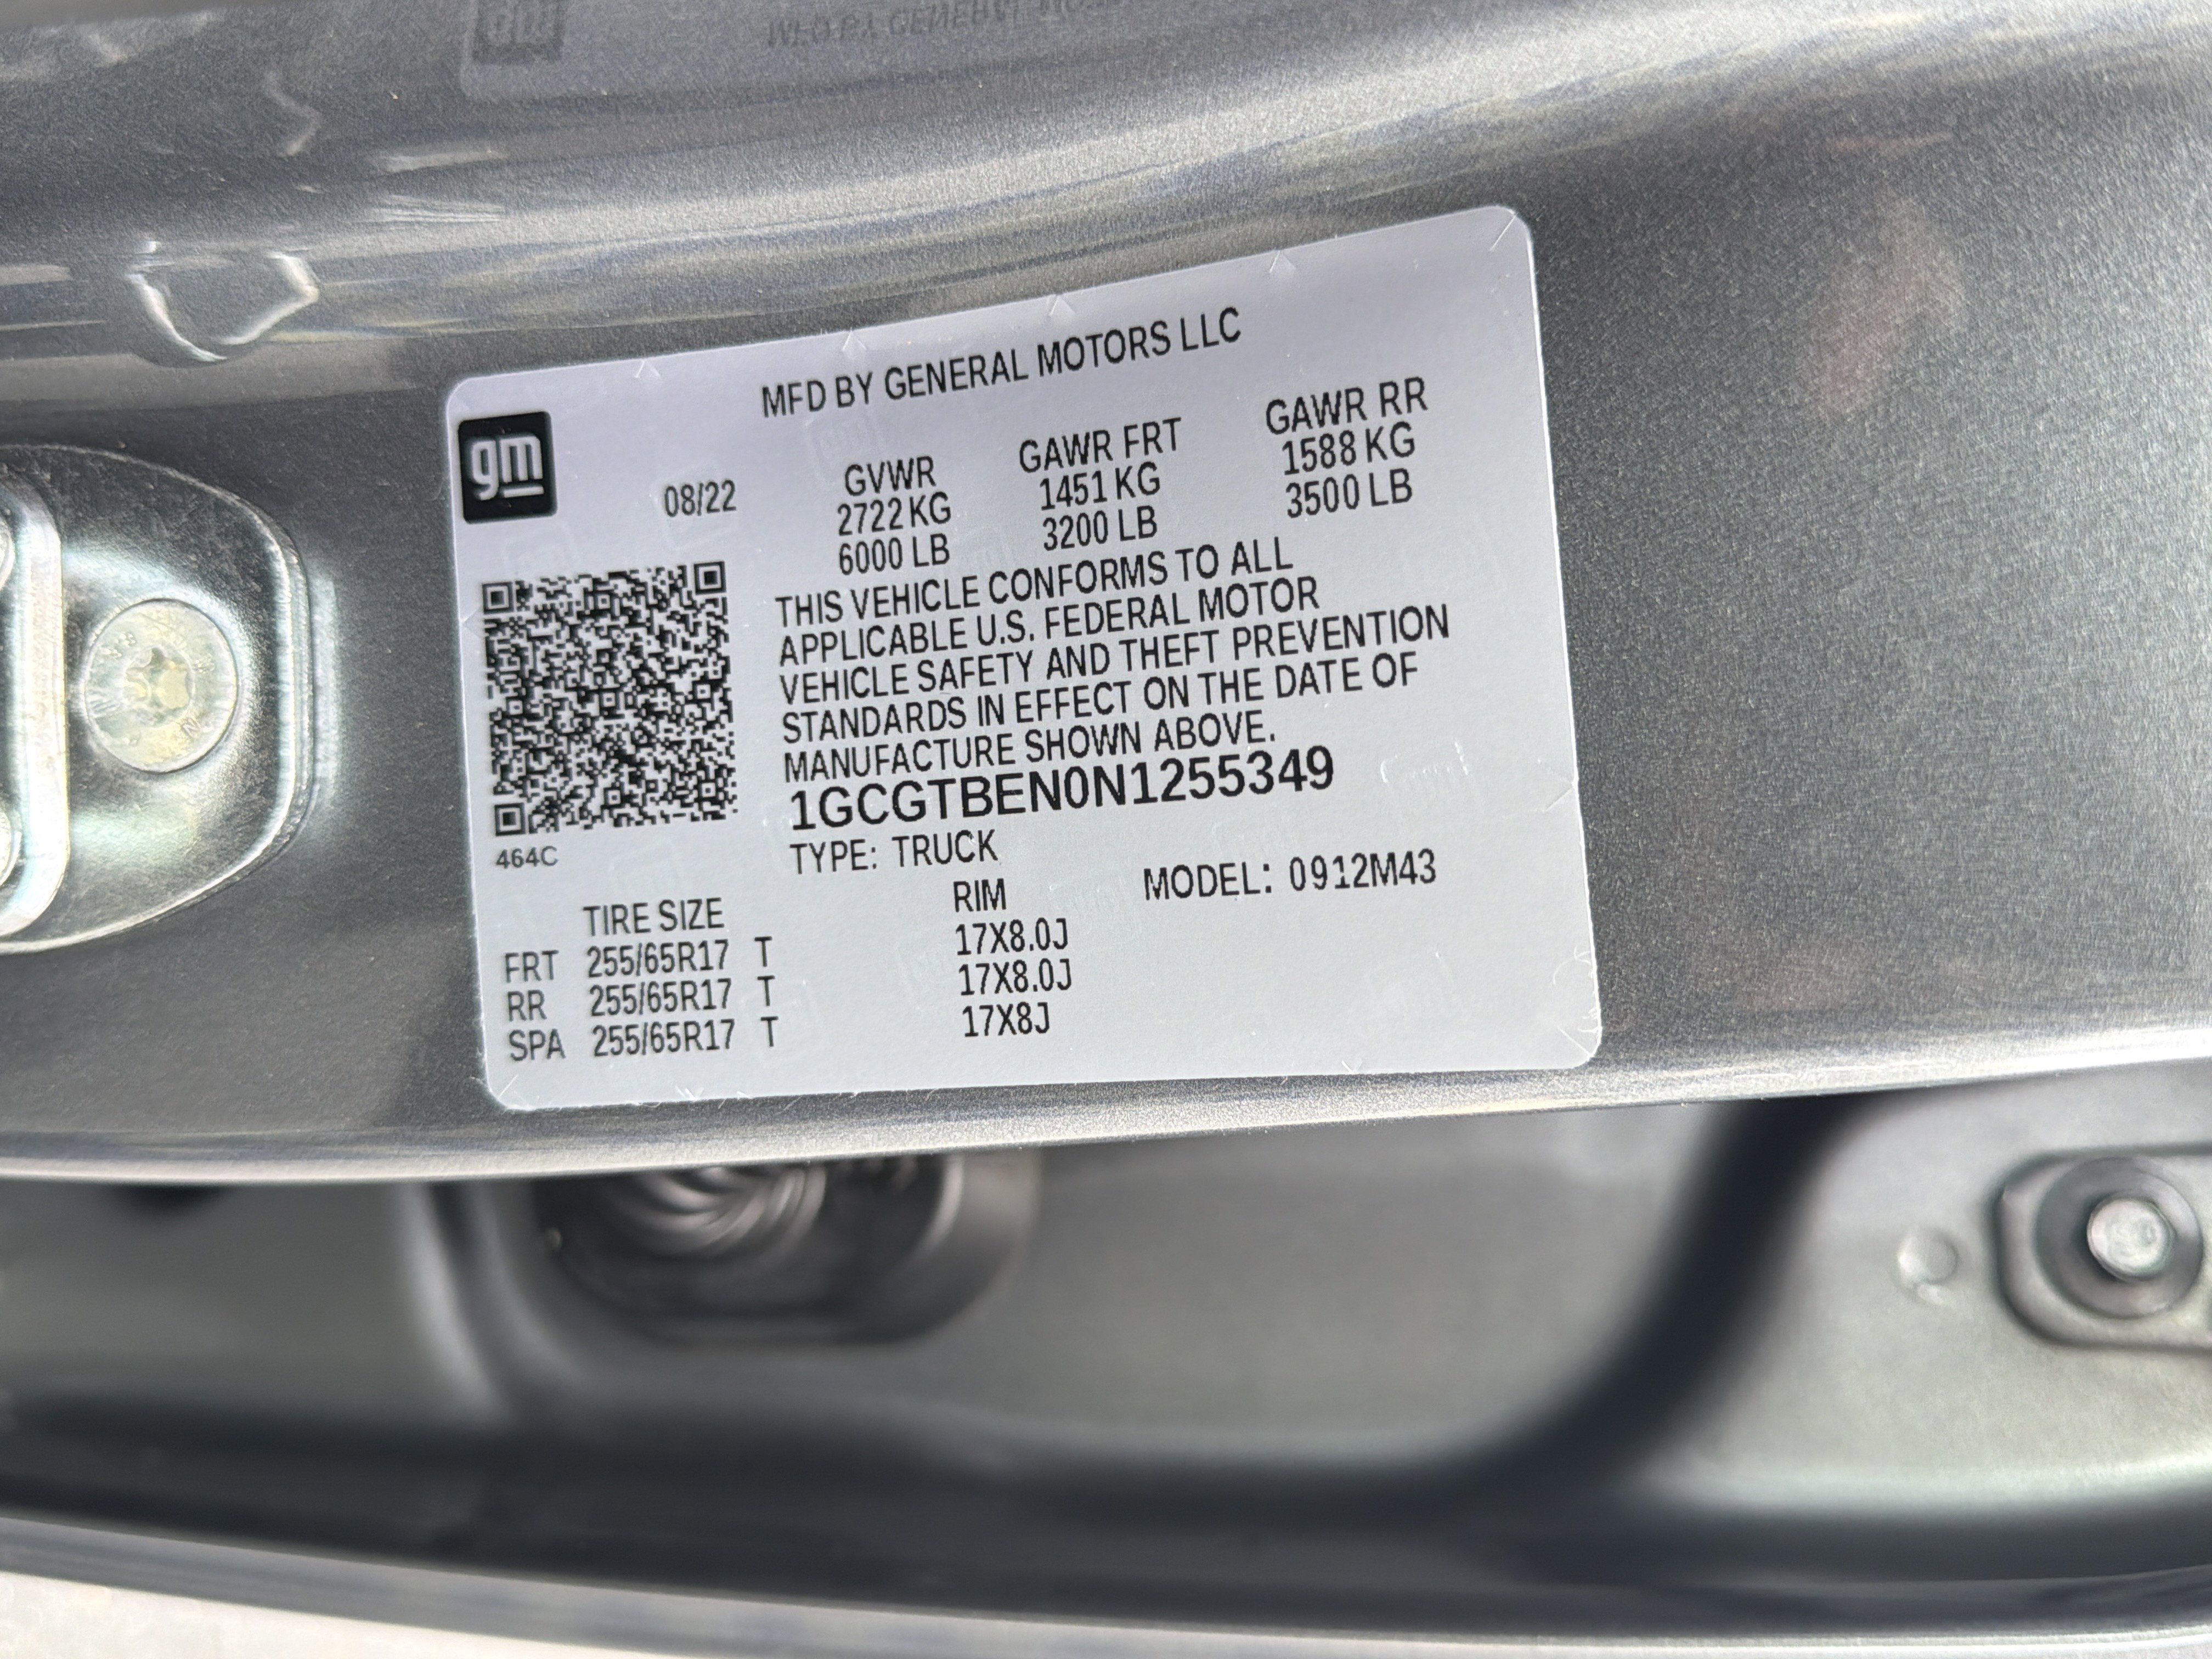 MFD BY GENERAL MOTORS LLC
gm
08/22 GVWR GAWR FRT GAWR RR
2722 KG 1451 KG 1588 KG
6000 LB 3200 LB 3500 LB
THIS VEHICLE CONFORMS TO ALL
APPLICABLE U.S. FEDERAL MOTOR
VEHICLE SAFETY AND THEFT PREVENTION
STANDARDS IN EFFECT ON THE DATE OF
MANUFACTURE SHOWN ABOVE.
1GCGTBEN0N1255349
464C
TYPE: TRUCK
MODEL: 0912M43
TIRE SIZE RIM
FRT 255/65R17 T 17X8.0J
RR 255/65R17 T 17X8.0J
SPA 255/65R17 T 17X8J